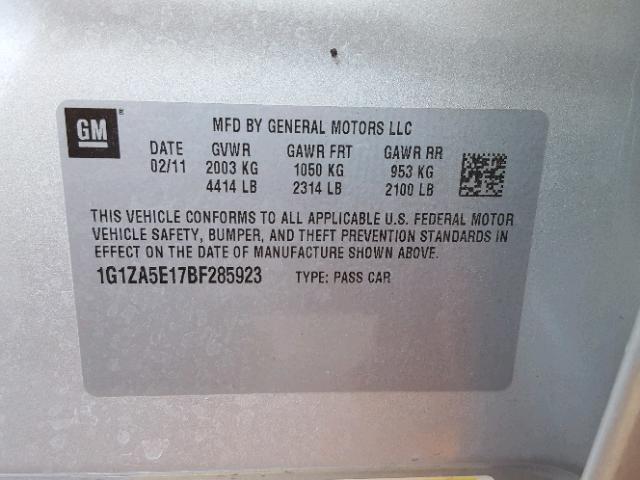 GM
MFD BY GENERAL MOTORS LLC
DATE GVWR GAWR FRT GAWR RR
02/11 2003 KG 1050 KG 953 KG
4414 LB 2314 LB 2100 LB
THIS VEHICLE CONFORMS TO ALL APPLICABLE U.S. FEDERAL MOTOR
VEHICLE SAFETY, BUMPER, AND THEFT PREVENTION STANDARDS IN
EFFECT ON THE DATE OF MANUFACTURE SHOWN ABOVE.
1G1ZA5E17BF285923 TYPE: PASS CAR